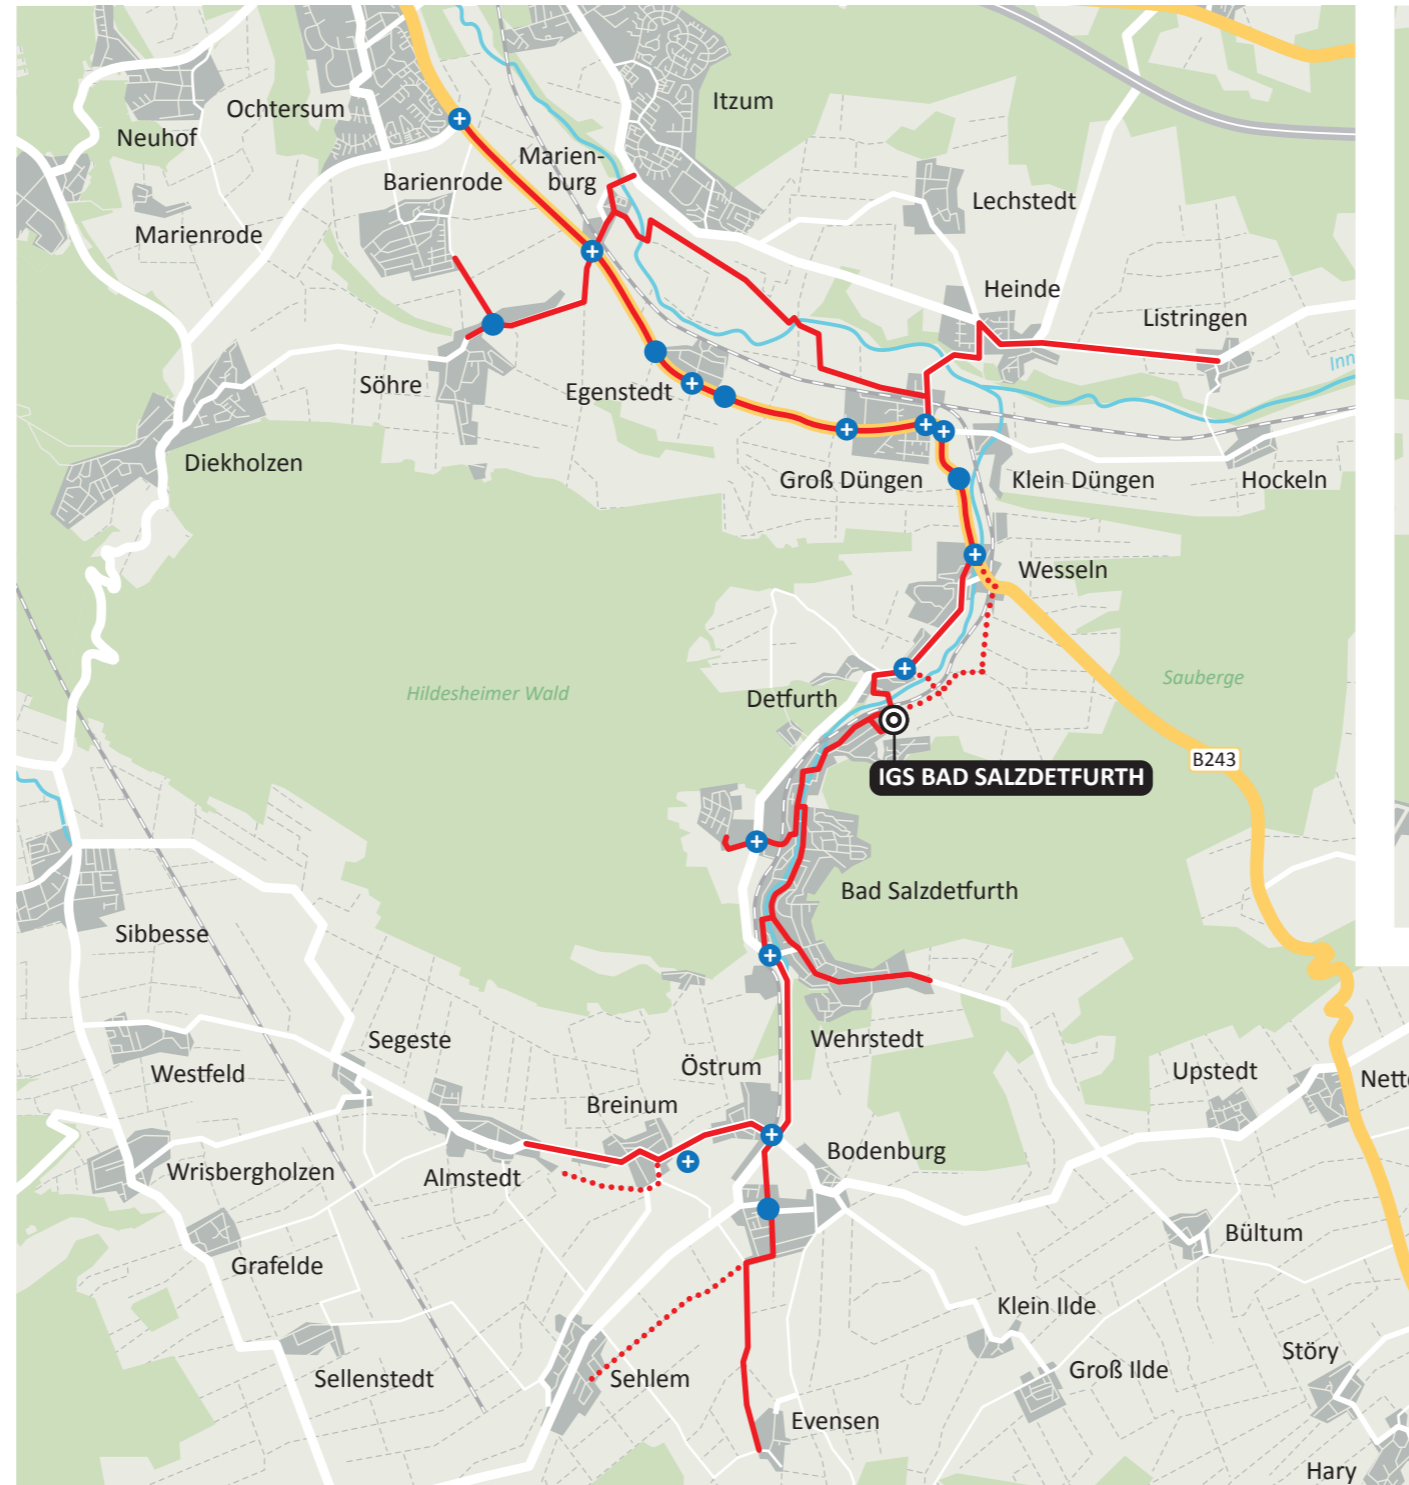 Itzum
Ochtersum
Neuhof
Marien-
burg
Barienrode
Lechstedt
Marienrode
Heinde
Listringen
Inn
Söhre
Egenstedt
Diekholzen
Groß Düngen
Klein Düngen
Hockeln
Wesseln
Sauberge
Hildesheimer Wald
Detfurth
B243
IGS BAD SALZDETFURTH
Bad Salzdetfurth
Sibbesse
Segeste
Wehrstedt
Östrum
Westfeld
Upstedt
Nette
Breinum
Bodenburg
Wrisbergholzen
Almstedt
Bültum
Grafelde
Klein Ilde
Störy
Groß Ilde
Sellenstedt
Sehlem
Evensen
Hary